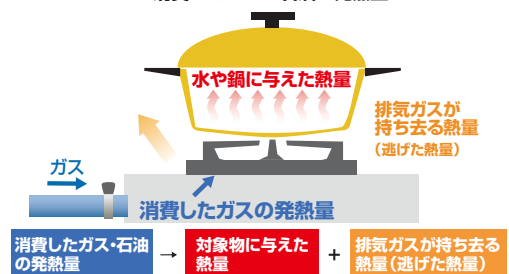 水や鍋に与えた熱量
排気ガスが
持ち去る熱量
(逃げた熱量)
ガス
消費したガスの発熱量
消費したガス・石油
の発熱量
→
対象物に与えた
熱量
+
排気ガスが持ち去る
熱量(逃げた熱量)